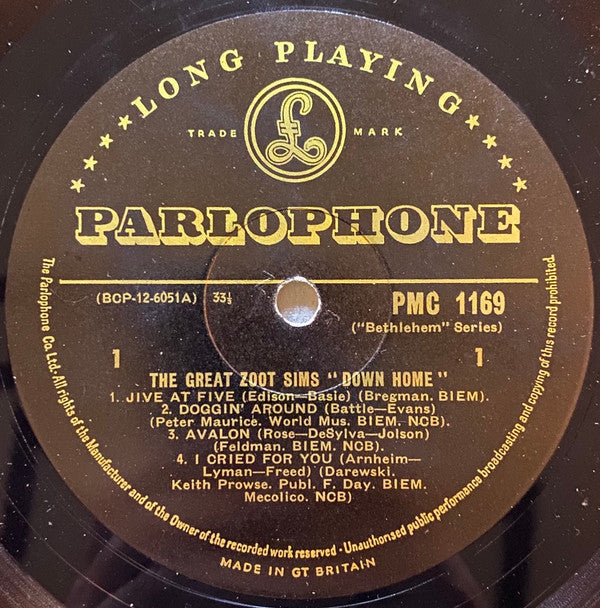 ★★★★★LONG PLAYING★★★★★
TRADE £ MARK
PARLOPHONE
(BCP-12-6051A) 33⅓ PMC 1169
("Bethlehem" Series)
1 1
THE GREAT ZOOT SIMS "DOWN HOME"
1. JIVE AT FIVE (Edison—Basie) (Bregman. BIEM).
2. DOGGIN' AROUND (Battle—Evans)
(Peter Maurice. World Mus. BIEM. NCB).
3. AVALON (Rose—DeSylva—Jolson)
(Feldman. BIEM. NCB).
4. I CRIED FOR YOU (Arnheim—
Lyman—Freed) (Darewski.
Keith Prowse. Publ. F. Day. BIEM.
Mecolico. NCB)
The Parlophone Co. Ltd. All rights of the Manufacturer and of the Owner of the recorded work reserved · Unauthorised public performance broadcasting and copying of this record prohibited.
MADE IN GT BRITAIN